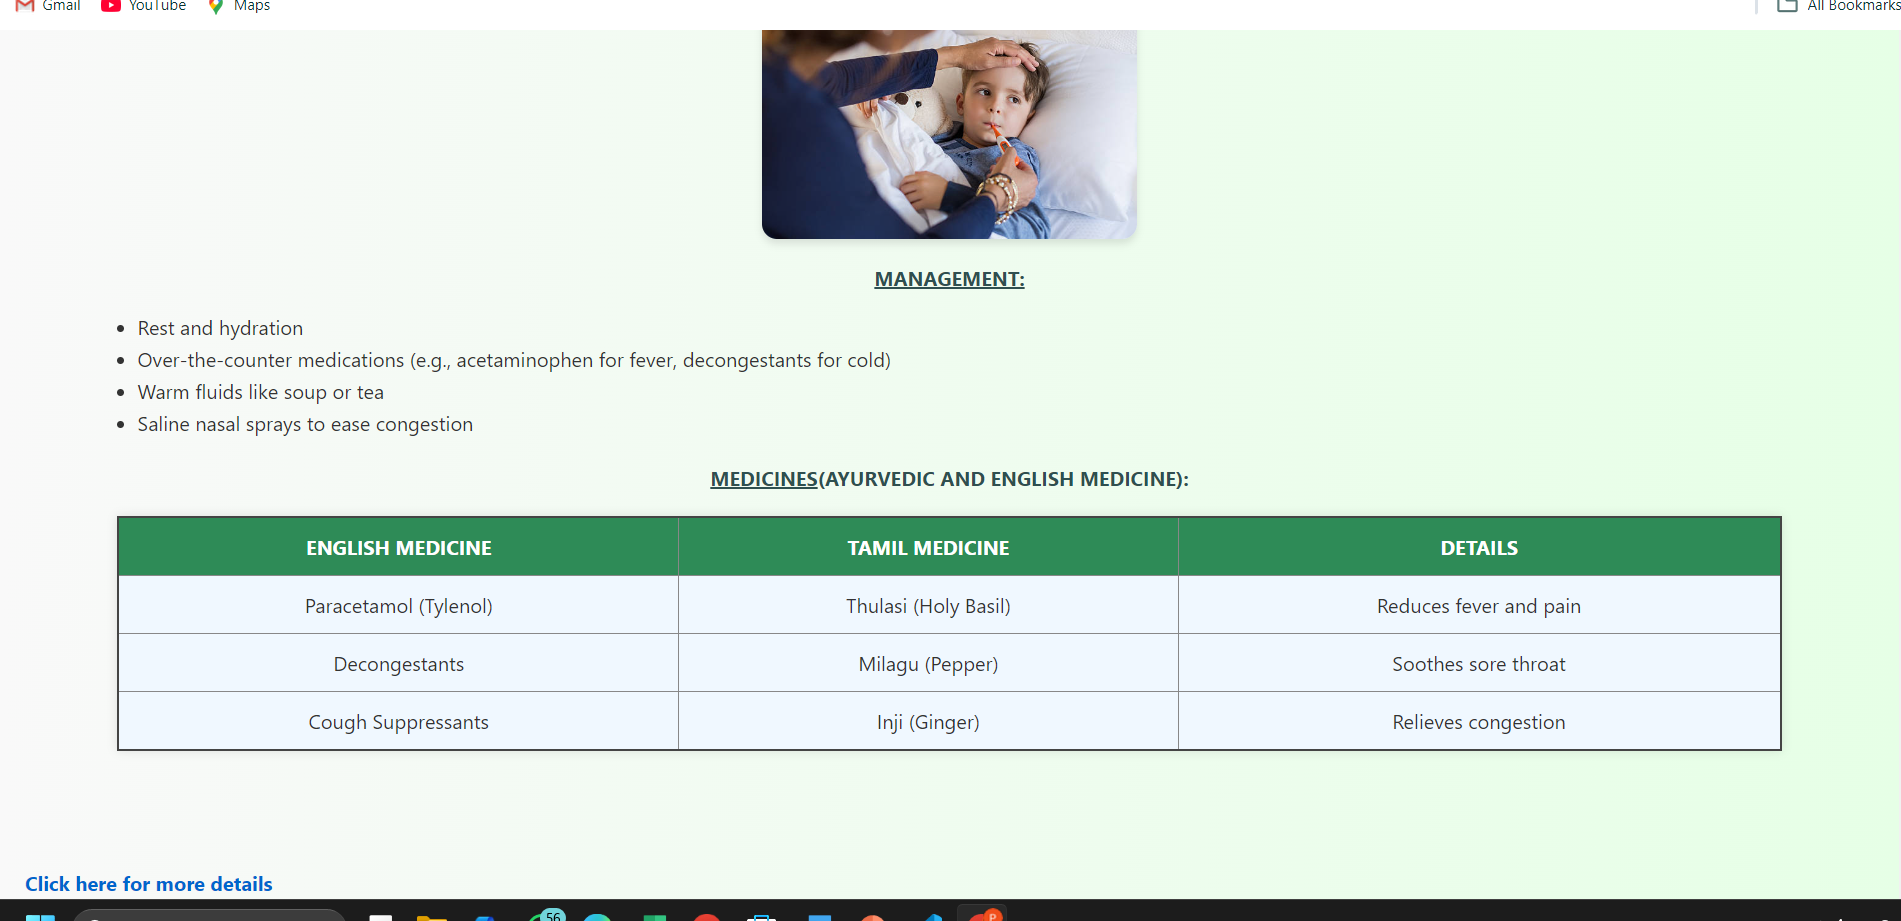 Gmail YouTube Maps All Bookmarks
MANAGEMENT:
• Rest and hydration
• Over-the-counter medications (e.g., acetaminophen for fever, decongestants for cold)
• Warm fluids like soup or tea
• Saline nasal sprays to ease congestion
MEDICINES(AYURVEDIC AND ENGLISH MEDICINE):
ENGLISH MEDICINE TAMIL MEDICINE DETAILS
Paracetamol (Tylenol) Thulasi (Holy Basil) Reduces fever and pain
Decongestants Milagu (Pepper) Soothes sore throat
Cough Suppressants Inji (Ginger) Relieves congestion
Click here for more details
56 P